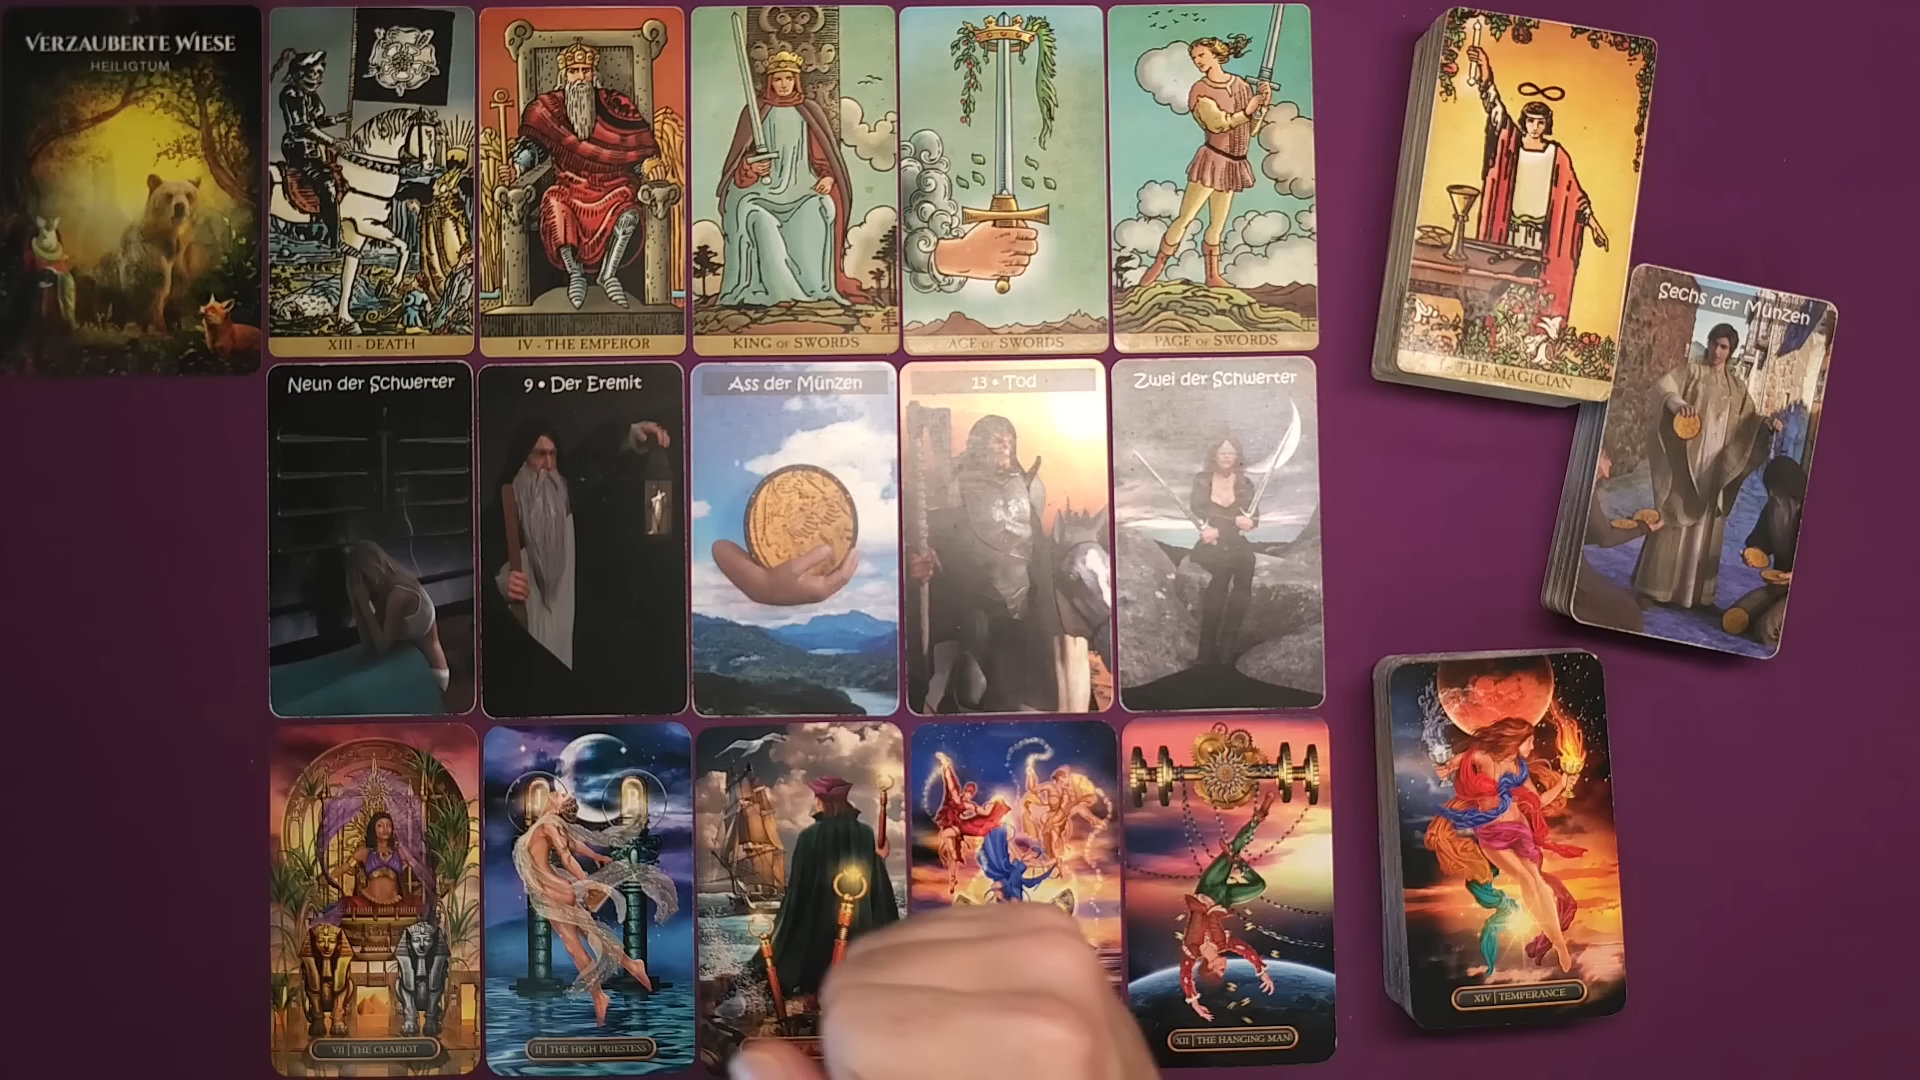 VERZAUBERTE WIESE
HEILIGTUM
XIII - DEATH
IV - THE EMPEROR
KING OF SWORDS
ACE OF SWORDS
PAGE OF SWORDS
THE MAGICIAN
Sechs der Münzen
Neun der Schwerter
9 • Der Eremit
Ass der Münzen
13 • Tod
Zwei der Schwerter
VII | THE CHARIOT
II | THE HIGH PRIESTESS
XII | THE HANGING MAN
XIV | TEMPERANCE